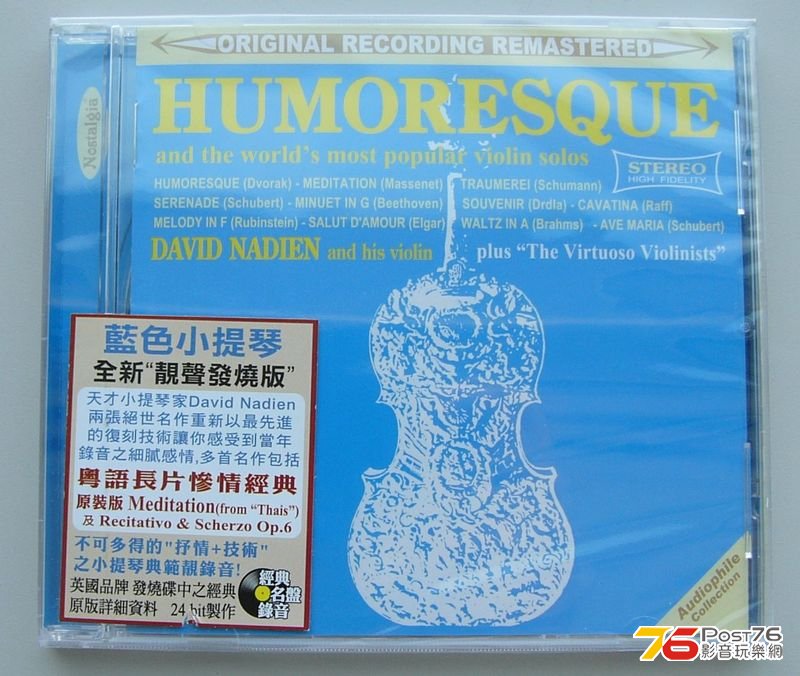 ORIGINAL RECORDING REMASTERED
Nostalgia
HUMORESQUE
and the world's most popular violin solos
STEREO
HIGH FIDELITY
HUMORESQUE (Dvorak) - MEDITATION (Massenet) - TRAUMEREI (Schumann)
SERENADE (Schubert) - MINUET IN G (Beethoven) SOUVENIR (Drdla) - CAVATINA (Raff)
MELODY IN F (Rubinstein) - SALUT D'AMOUR (Elgar) WALTZ IN A (Brahms) - AVE MARIA (Schubert)
DAVID NADIEN and his violin plus "The Virtuoso Violinists"
藍色小提琴
全新"靚聲發燒版"
天才小提琴家David Nadien
兩張絕世名作重新以最先進
的復刻技術讓你感受到當年
錄音之細膩感情,多首名作包括
粵語長片慘情經典
原裝版 Meditation(from "Thais")
及 Recitativo & Scherzo Op.6
不可多得的"抒情+技術"
之小提琴典範靚錄音!
英國品牌 發燒碟中之經典
原版詳細資料 24 bit製作
經典
名盤
錄音
Audiophile
Collection
76 Post76
影音玩樂網